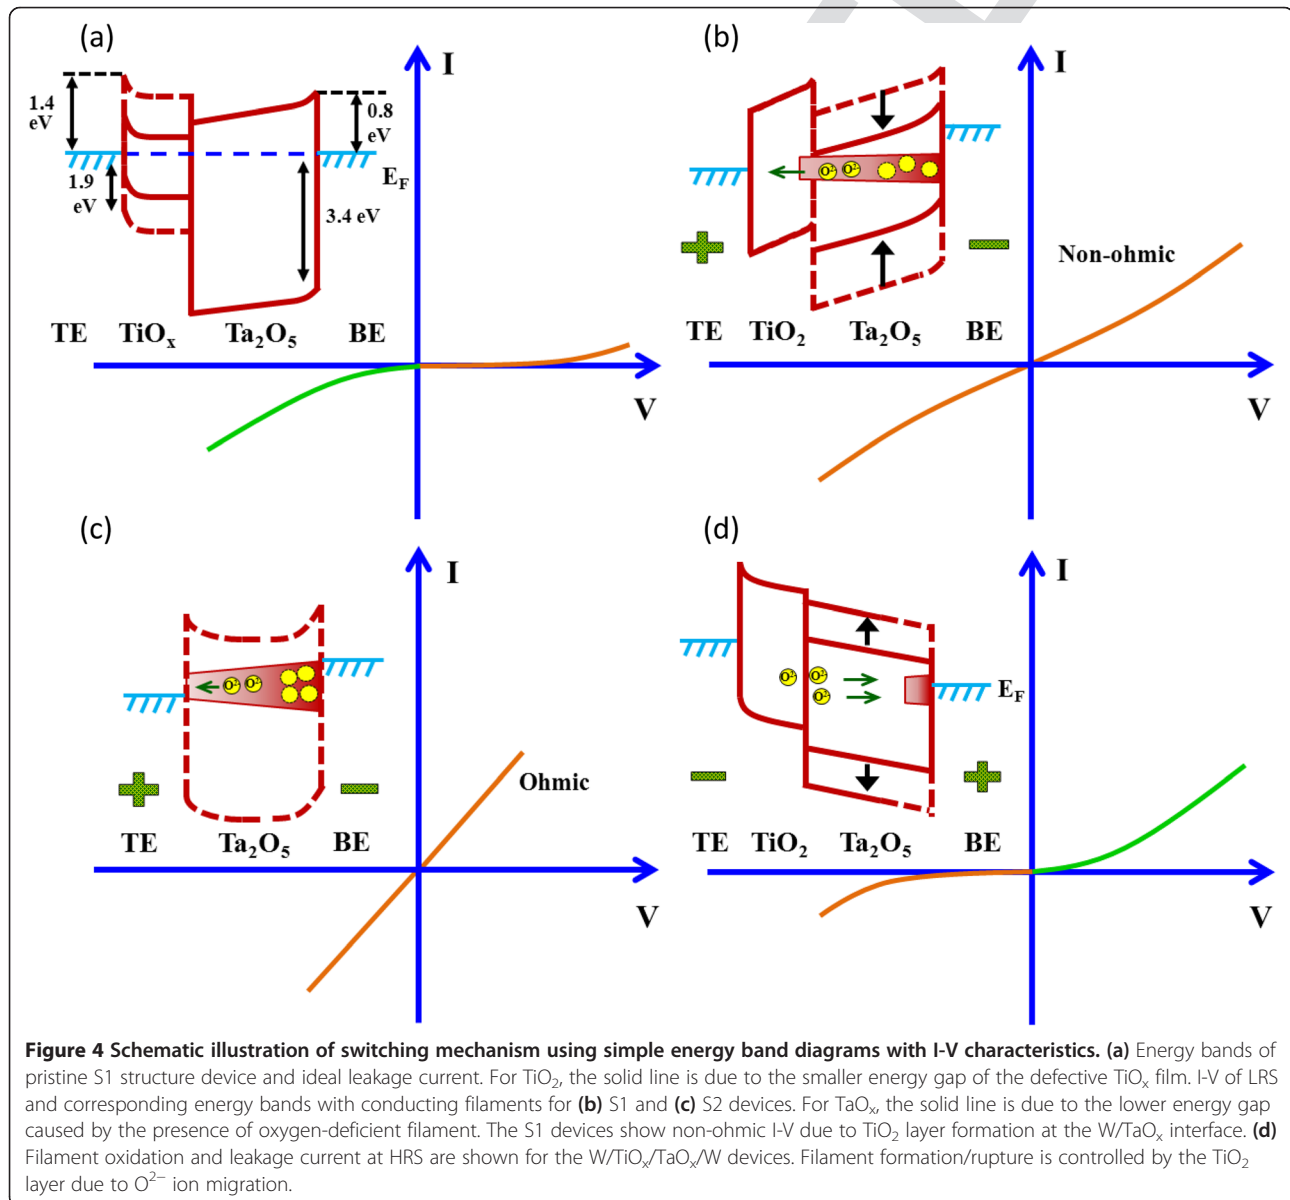 (a)
I
1.4
eV
0.8
eV
1.9
eV
E_F
3.4 eV
TE TiO_x Ta₂O₅ BE
V
(b)
I
O²⁻ O²⁻
Non-ohmic
TE TiO₂ Ta₂O₅ BE
V
(c)
I
O²⁻ O²⁻
Ohmic
TE Ta₂O₅ BE
V
(d)
I
O²⁻ O²⁻
O²⁻
E_F
TE TiO₂ Ta₂O₅ BE
V
Figure 4 Schematic illustration of switching mechanism using simple energy band diagrams with I-V characteristics. (a) Energy bands of
pristine S1 structure device and ideal leakage current. For TiO₂, the solid line is due to the smaller energy gap of the defective TiOₓ film. I-V of LRS
and corresponding energy bands with conducting filaments for (b) S1 and (c) S2 devices. For TaOₓ, the solid line is due to the lower energy gap
caused by the presence of oxygen-deficient filament. The S1 devices show non-ohmic I-V due to TiO₂ layer formation at the W/TaOₓ interface. (d)
Filament oxidation and leakage current at HRS are shown for the W/TiOₓ/TaOₓ/W devices. Filament formation/rupture is controlled by the TiO₂
layer due to O²⁻ ion migration.